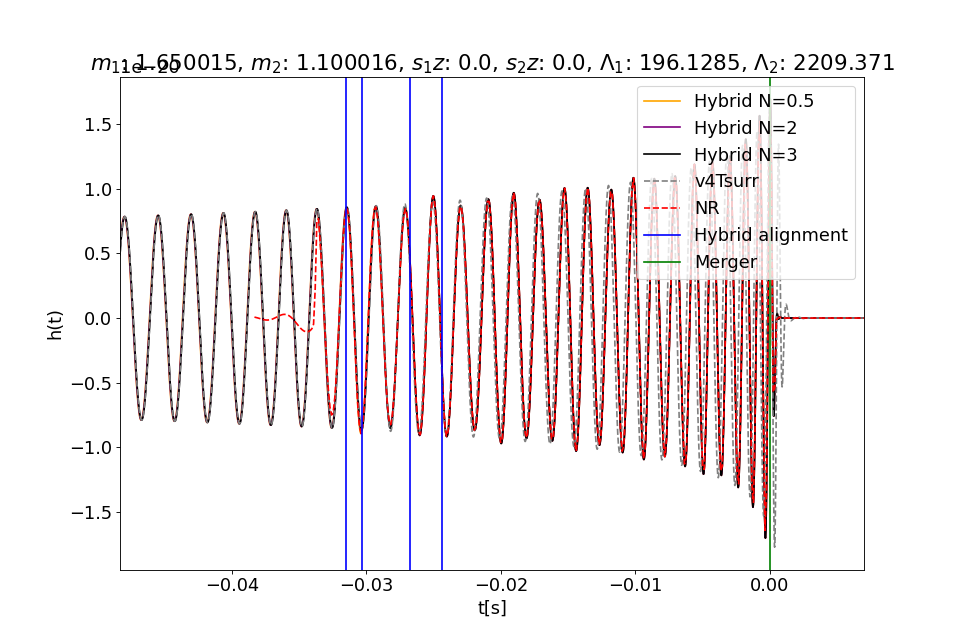 m₁: 1.650015, m₂: 1.100016, s₁z: 0.0, s₂z: 0.0, Λ₁: 196.1285, Λ₂: 2209.371
1e−20
Hybrid N=0.5
Hybrid N=2
Hybrid N=3
v4Tsurr
NR
Hybrid alignment
Merger
1.5
1.0
0.5
0.0
−0.5
−1.0
−1.5
h(t)
−0.04
−0.03
−0.02
−0.01
0.00
t[s]